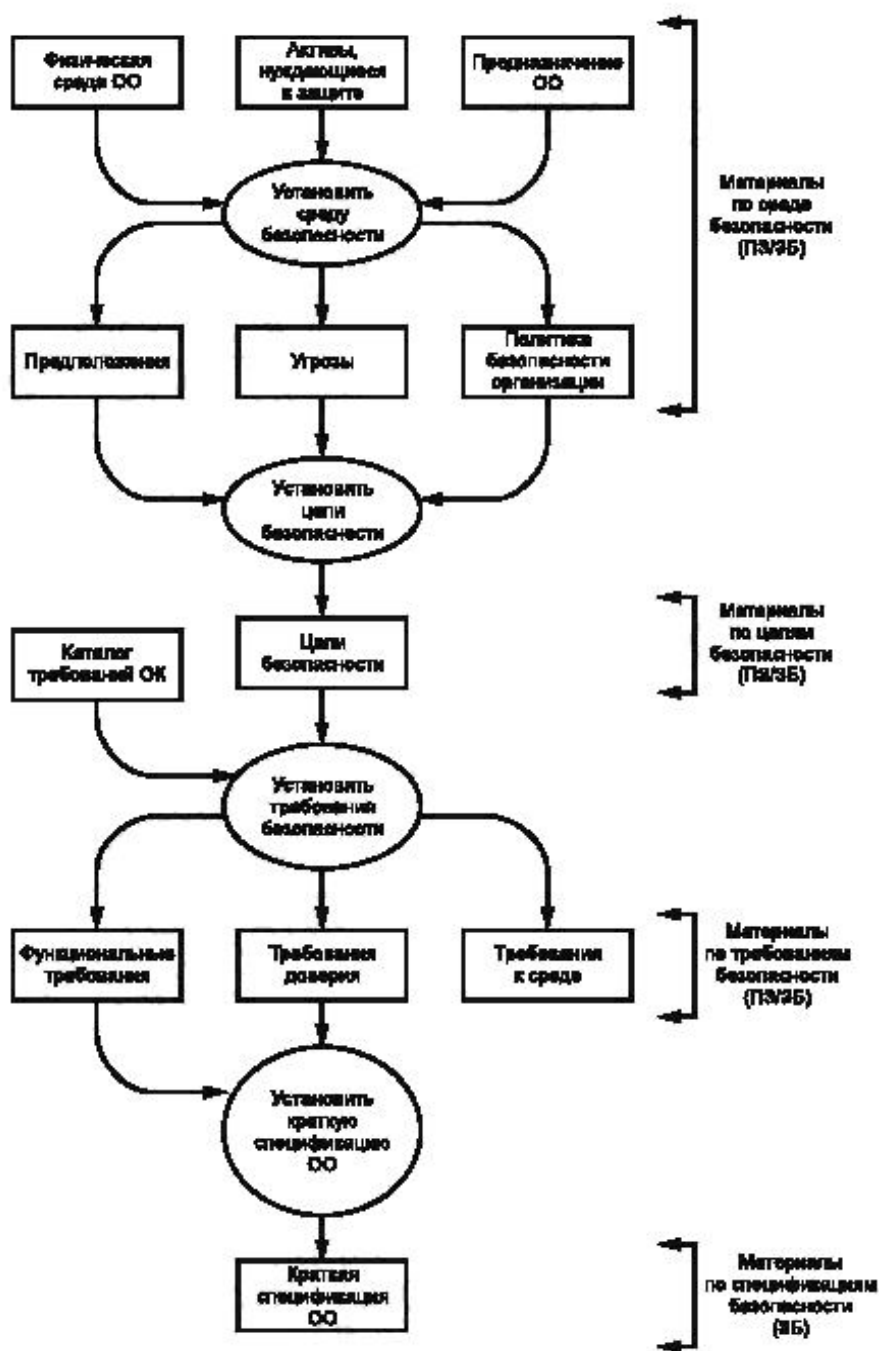 Физическая
среда ОО
Активы,
нуждающиеся
в защите
Предназначение
ОО
Установить
среду
безопасности
Материалы
по среде
безопасности
(ПЗ/ЗБ)
Предположения
Угрозы
Политика
безопасности
организации
Установить
цели
безопасности
Каталог
требований ОК
Цели
безопасности
Материалы
по целям
безопасности
(ПЗ/ЗБ)
Установить
требования
безопасности
Функциональные
требования
Требования
доверия
Требования
к среде
Материалы
по требованиям
безопасности
(ПЗ/ЗБ)
Установить
краткую
спецификацию
ОО
Краткая
спецификация
ОО
Материалы
по спецификациям
безопасности
(ЗБ)